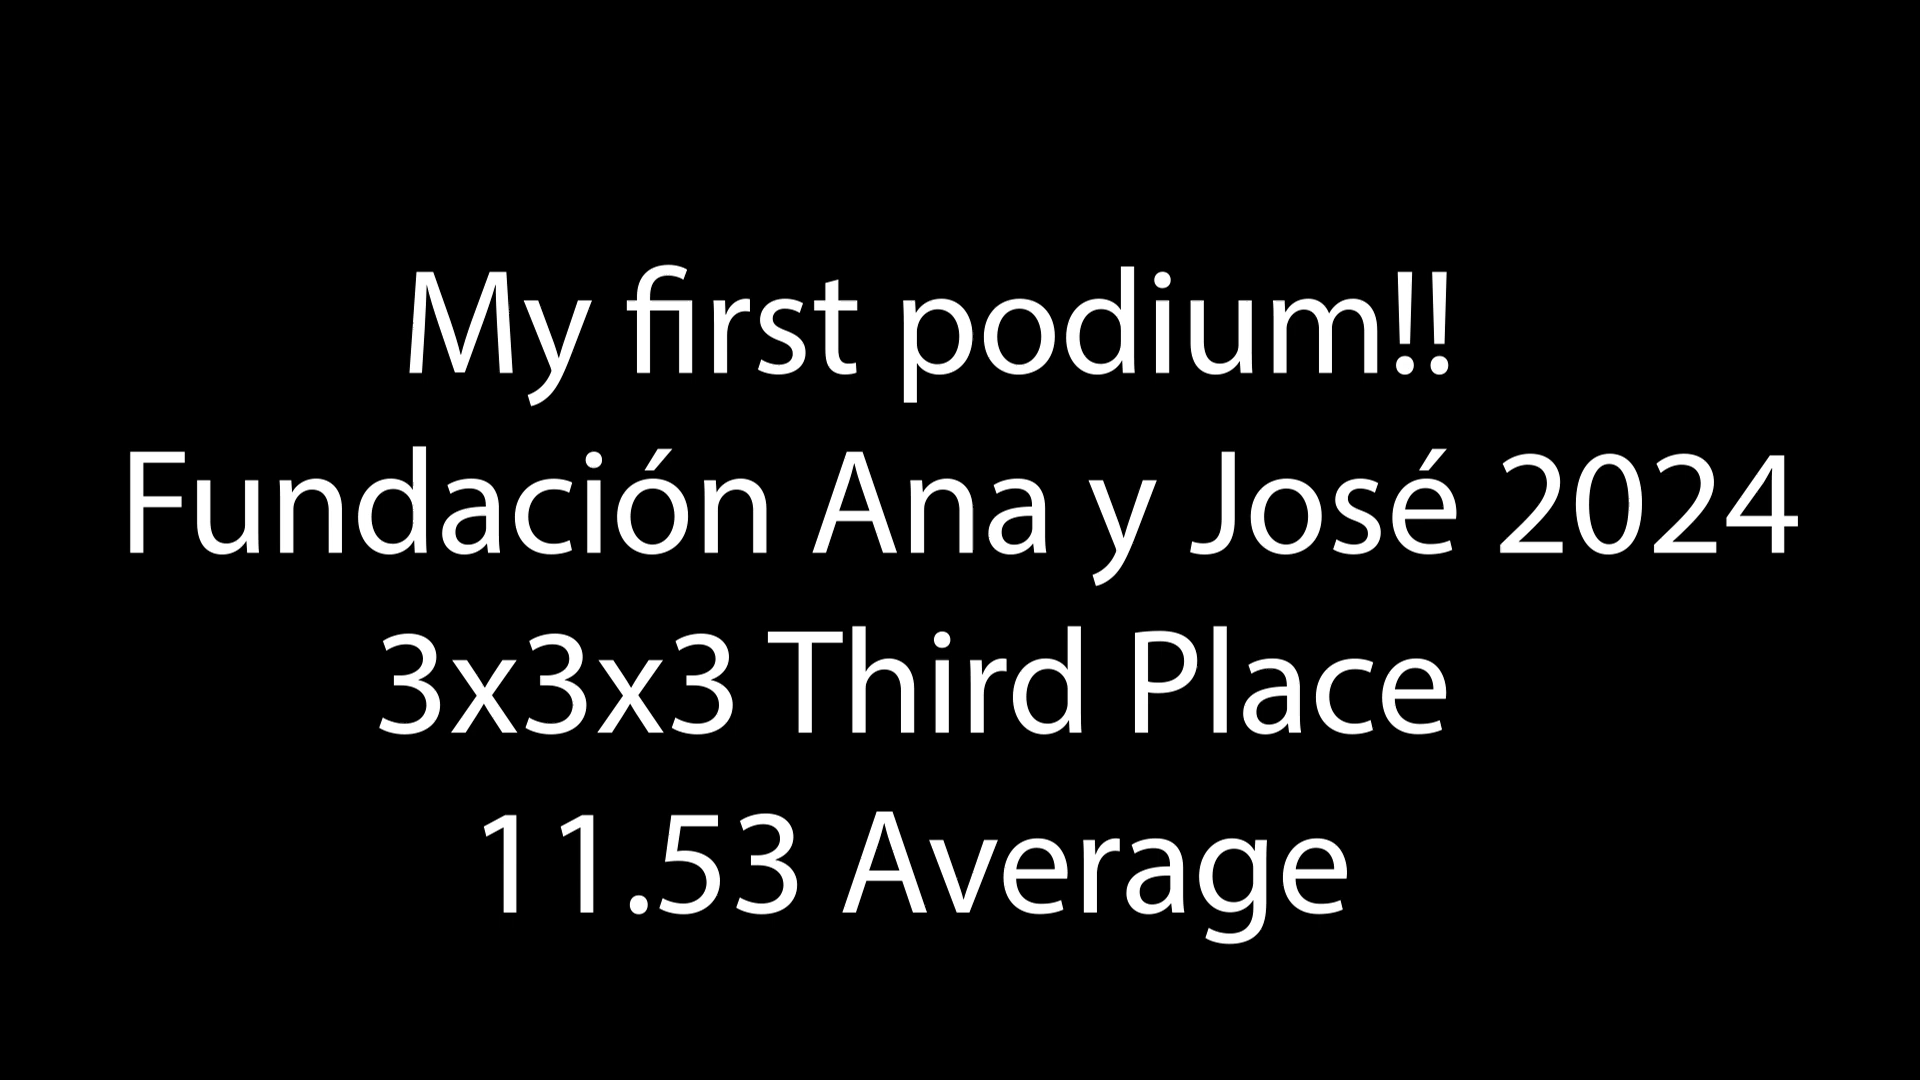 My first podium!!
Fundación Ana y José 2024
3x3x3 Third Place
11.53 Average